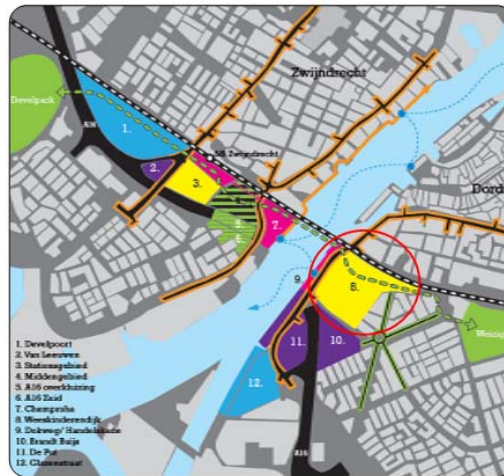 Zwijndrecht
Develpark
A16
1.
NS Zwijndrecht
2.
3.
7.
Dord
9.
8.
Weizig
11.
10.
12.
A16
1. Develpoort
2. Van Leeuwen
3. Stationsgebied
4. Middengebied
5. A16 overkluizing
6. A16 Zuid
7. Chemproha
8. Weeskinderendijk
9. Dokweg/ Handelskade
10. Brandt Buijs
11. De Put
12. Glazenstraat